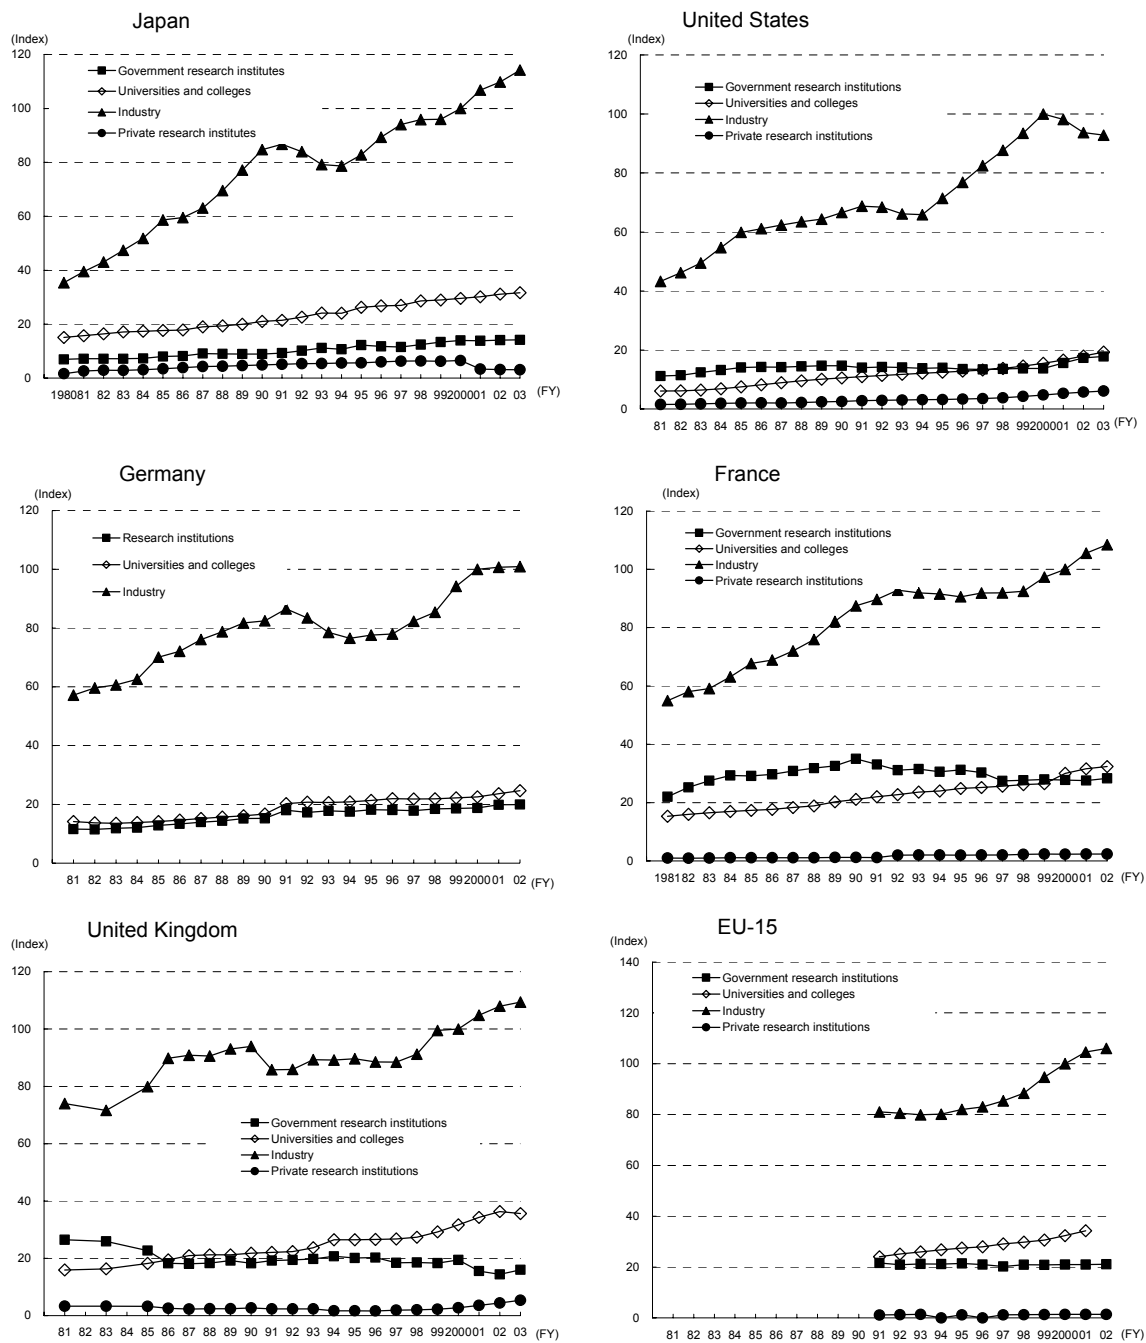 Japan
(Index)
120
100
80
60
40
20
0
Government research institutes
Universities and colleges
Industry
Private research institutes
1980 81 82 83 84 85 86 87 88 89 90 91 92 93 94 95 96 97 98 99 2000 01 02 03 (FY)
United States
(Index)
120
100
80
60
40
20
0
Government research institutions
Universities and colleges
Industry
Private research institutions
81 82 83 84 85 86 87 88 89 90 91 92 93 94 95 96 97 98 99 2000 01 02 03 (FY)
Germany
(Index)
120
100
80
60
40
20
0
Research institutions
Universities and colleges
Industry
81 82 83 84 85 86 87 88 89 90 91 92 93 94 95 96 97 98 99 2000 01 02 (FY)
France
(Index)
120
100
80
60
40
20
0
Government research institutions
Universities and colleges
Industry
Private research institutions
1981 82 83 84 85 86 87 88 89 90 91 92 93 94 95 96 97 98 99 2000 01 02 (FY)
United Kingdom
(Index)
120
100
80
60
40
20
0
Government research institutions
Universities and colleges
Industry
Private research institutions
81 82 83 84 85 86 87 88 89 90 91 92 93 94 95 96 97 98 99 2000 01 02 03 (FY)
EU-15
(Index)
140
120
100
80
60
40
20
0
Government research institutions
Universities and colleges
Industry
Private research institutions
81 82 83 84 85 86 87 88 89 90 91 92 93 94 95 96 97 98 99 2000 01 02 (FY)